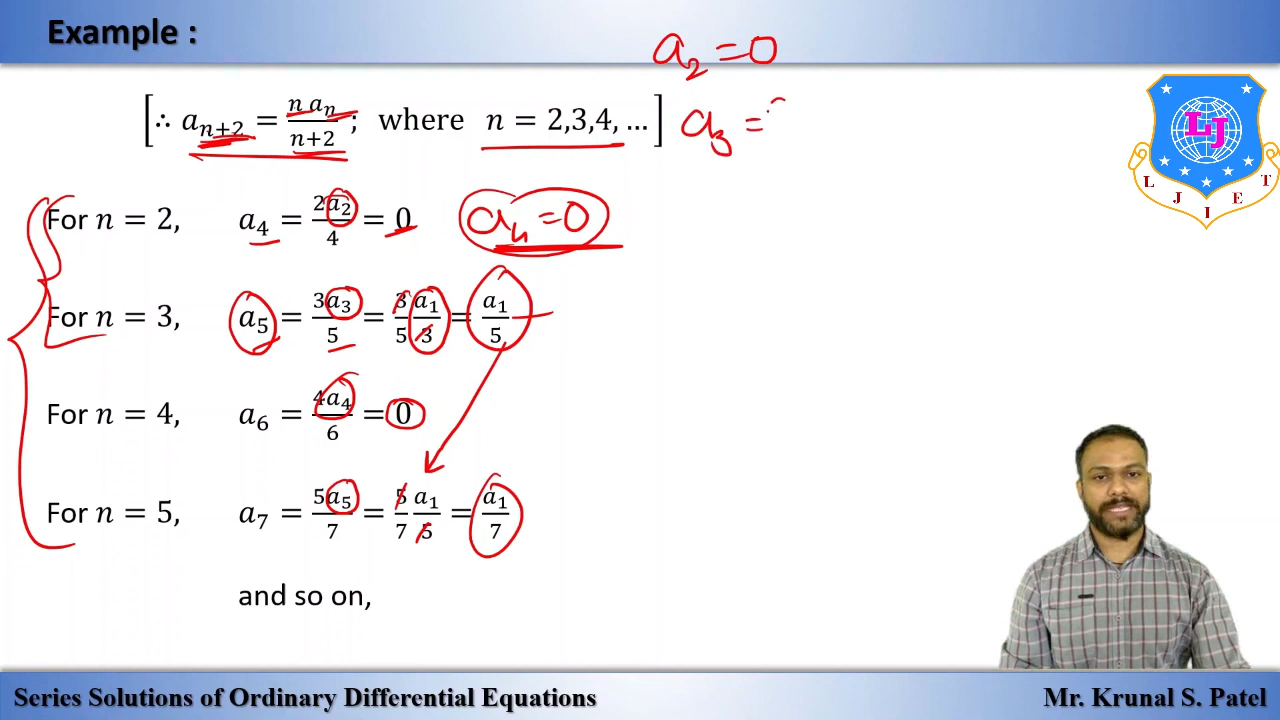 Example :
a₂ = 0
[∴ aₙ₊₂ = n aₙ / n+2 ; where n = 2,3,4, …] a₃ =
For n = 2, a₄ = 2a₂/4 = 0 a₄ = 0
For n = 3, a₅ = 3a₃/5 = 3/5 a₁/3 = a₁/5
For n = 4, a₆ = 4a₄/6 = 0
For n = 5, a₇ = 5a₅/7 = 5/7 a₁/5 = a₁/7
and so on,
LJ
L J I E T
Series Solutions of Ordinary Differential Equations
Mr. Krunal S. Patel